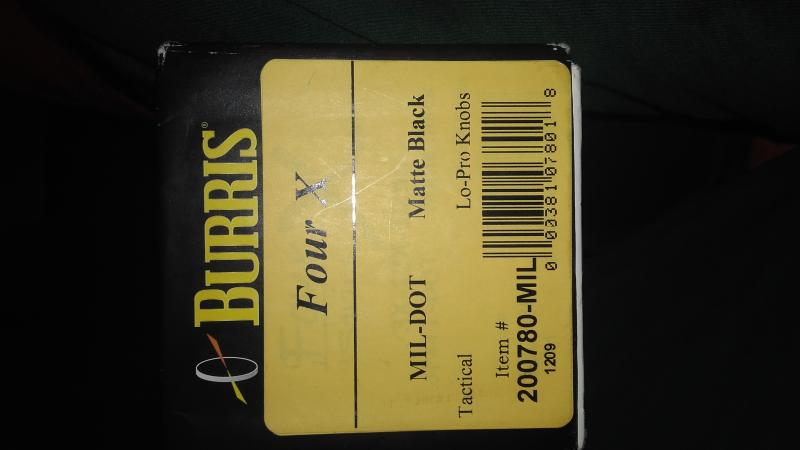 BURRIS®
Four X
MIL-DOT Matte Black
Tactical Lo-Pro Knobs
Item #
200780-MIL
1209
0 00381 07801 8